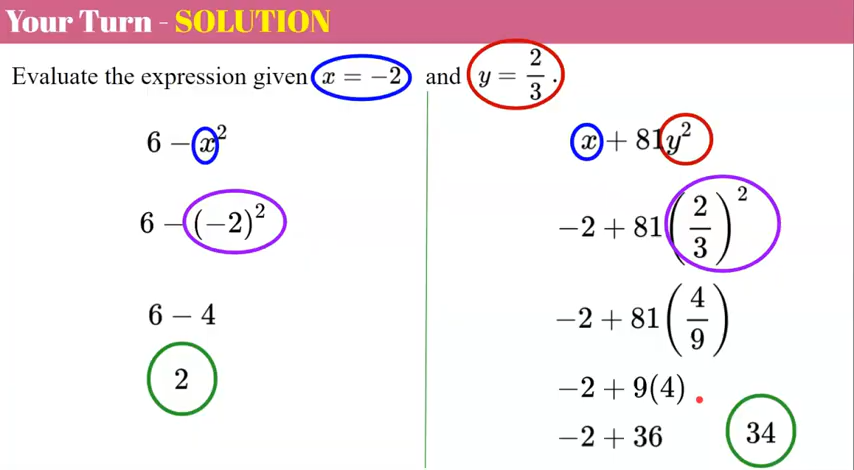 Your Turn - SOLUTION
Evaluate the expression given x = −2 and y = 2/3 .
6 − x²
6 − (−2)²
6 − 4
2
x + 81y²
−2 + 81(2/3)²
−2 + 81(4/9)
−2 + 9(4)
−2 + 36
34